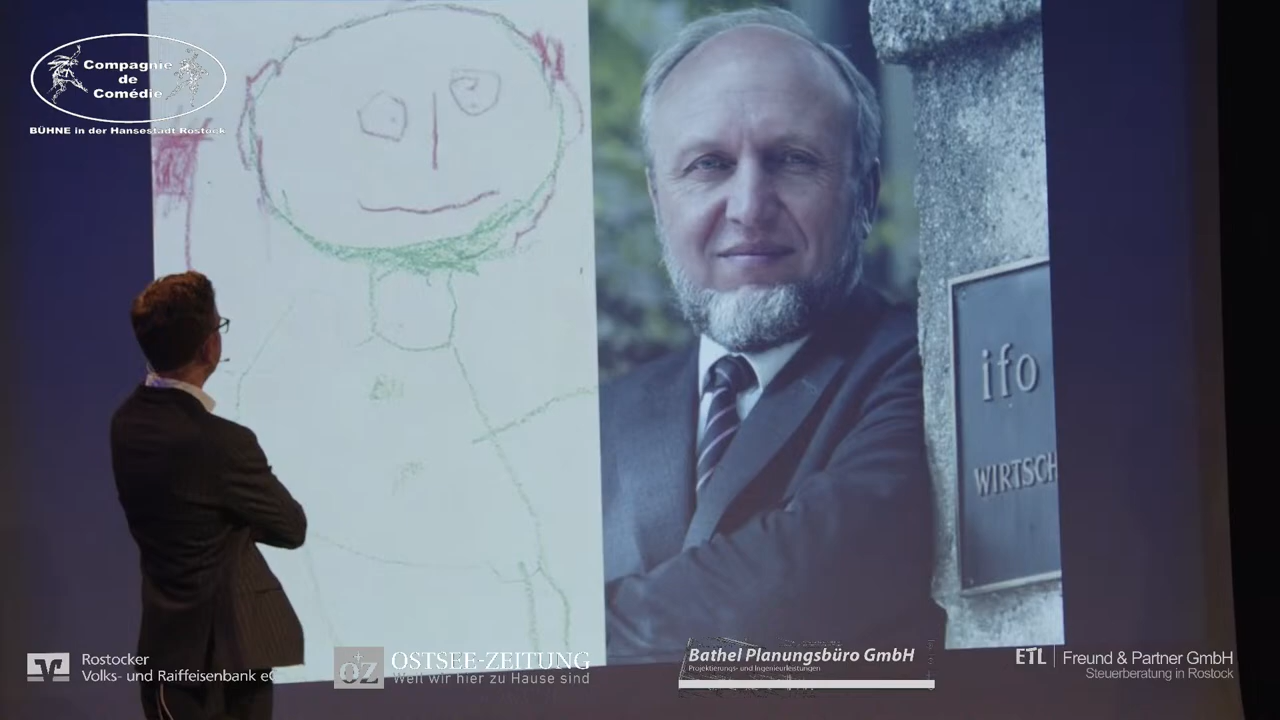 Compagnie
de
Comédie
BÜHNE in der Hansestadt Rostock
ifo
WIRTSCH
Rostocker
Volks- und Raiffeisenbank eG
oz
OSTSEE-ZEITUNG
Weil wir hier zu Hause sind
Bathel Planungsbüro GmbH
Projektierungs- und Ingenieurleistungen
ETL
Freund & Partner GmbH
Steuerberatung in Rostock